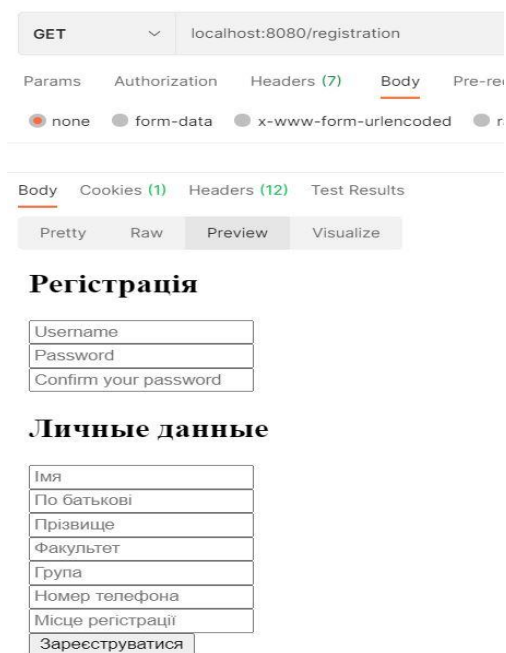 GET localhost:8080/registration
Params Authorization Headers (7) Body
none form-data x-www-form-urlencoded
Body Cookies (1) Headers (12) Test Results
Pretty Raw Preview Visualize
Регістрація
Username
Password
Confirm your password
Личные данные
Імя
По батькові
Прізвище
Факультет
Група
Номер телефона
Місце регістрації
Зареєструватися